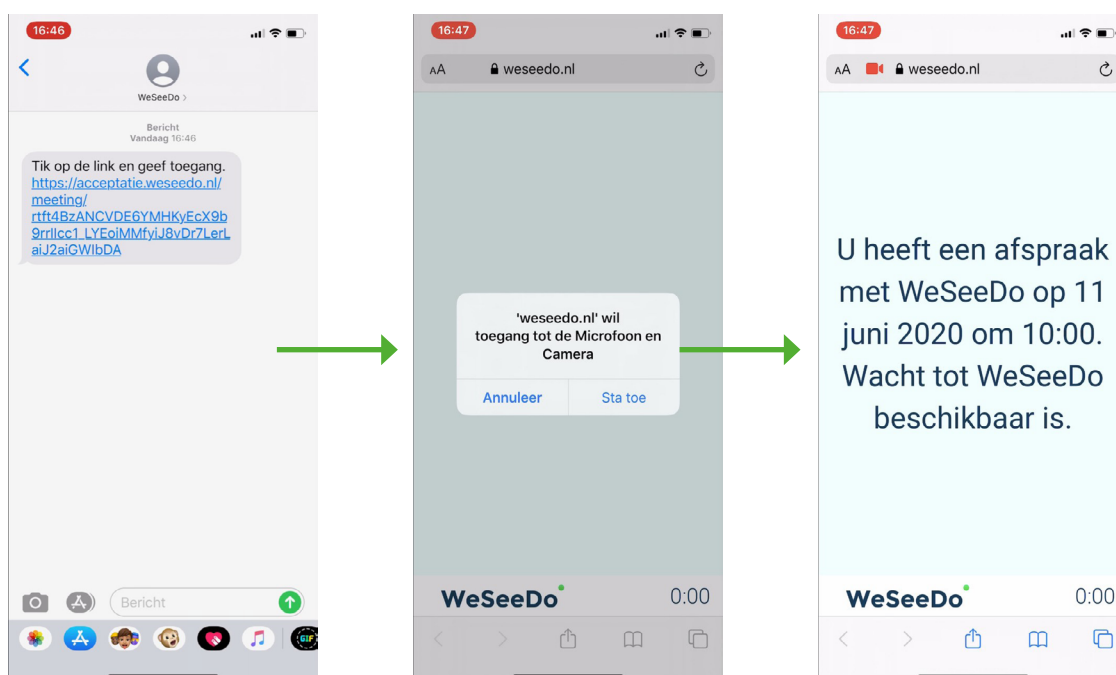 16:46
WeSeeDo >
Bericht
Vandaag 16:46
Tik op de link en geef toegang.
https://acceptatie.weseedo.nl/
meeting/
rtft4BzANCVDE6YMHKyEcX9b
9rrllcc1_LYEoiMMfyiJ8vDr7LerL
aiJ2aiGWIbDA
Bericht
GIF
16:47
AA weseedo.nl
'weseedo.nl' wil
toegang tot de Microfoon en
Camera
Annuleer Sta toe
WeSeeDo 0:00
16:47
AA weseedo.nl
U heeft een afspraak
met WeSeeDo op 11
juni 2020 om 10:00.
Wacht tot WeSeeDo
beschikbaar is.
WeSeeDo 0:00